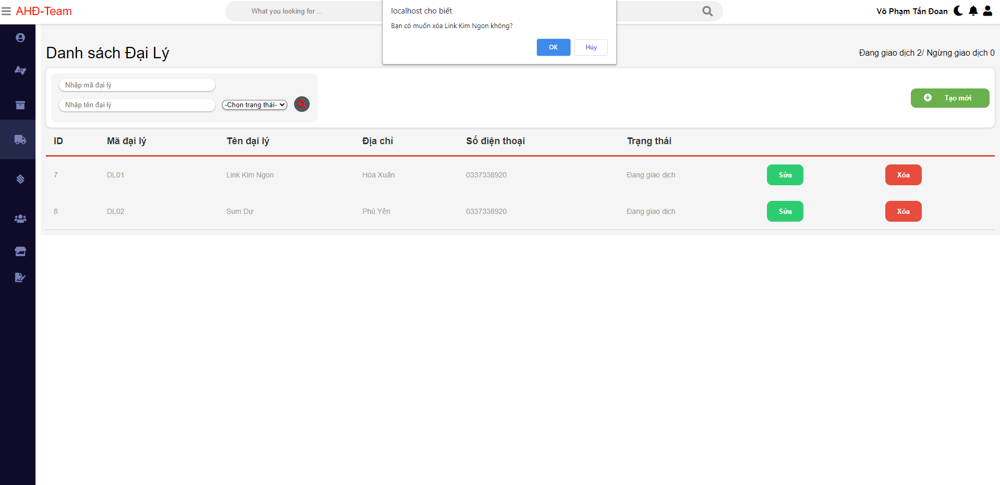 AHĐ-Team
What you looking for ...
Võ Phạm Tấn Đoan
localhost cho biết
Bạn có muốn xóa Link Kim Ngon không?
OK
Hủy
Danh sách Đại Lý
Đang giao dịch 2/ Ngừng giao dịch 0
Nhập mã đại lý
Nhập tên đại lý
-Chọn trạng thái-
Tạo mới
ID Mã đại lý Tên đại lý Địa chỉ Số điện thoại Trạng thái
7 DL01 Link Kim Ngon Hòa Xuân 0337338920 Đang giao dịch Sửa Xóa
8 DL02 Sum Dự Phú Yên 0337338920 Đang giao dịch Sửa Xóa